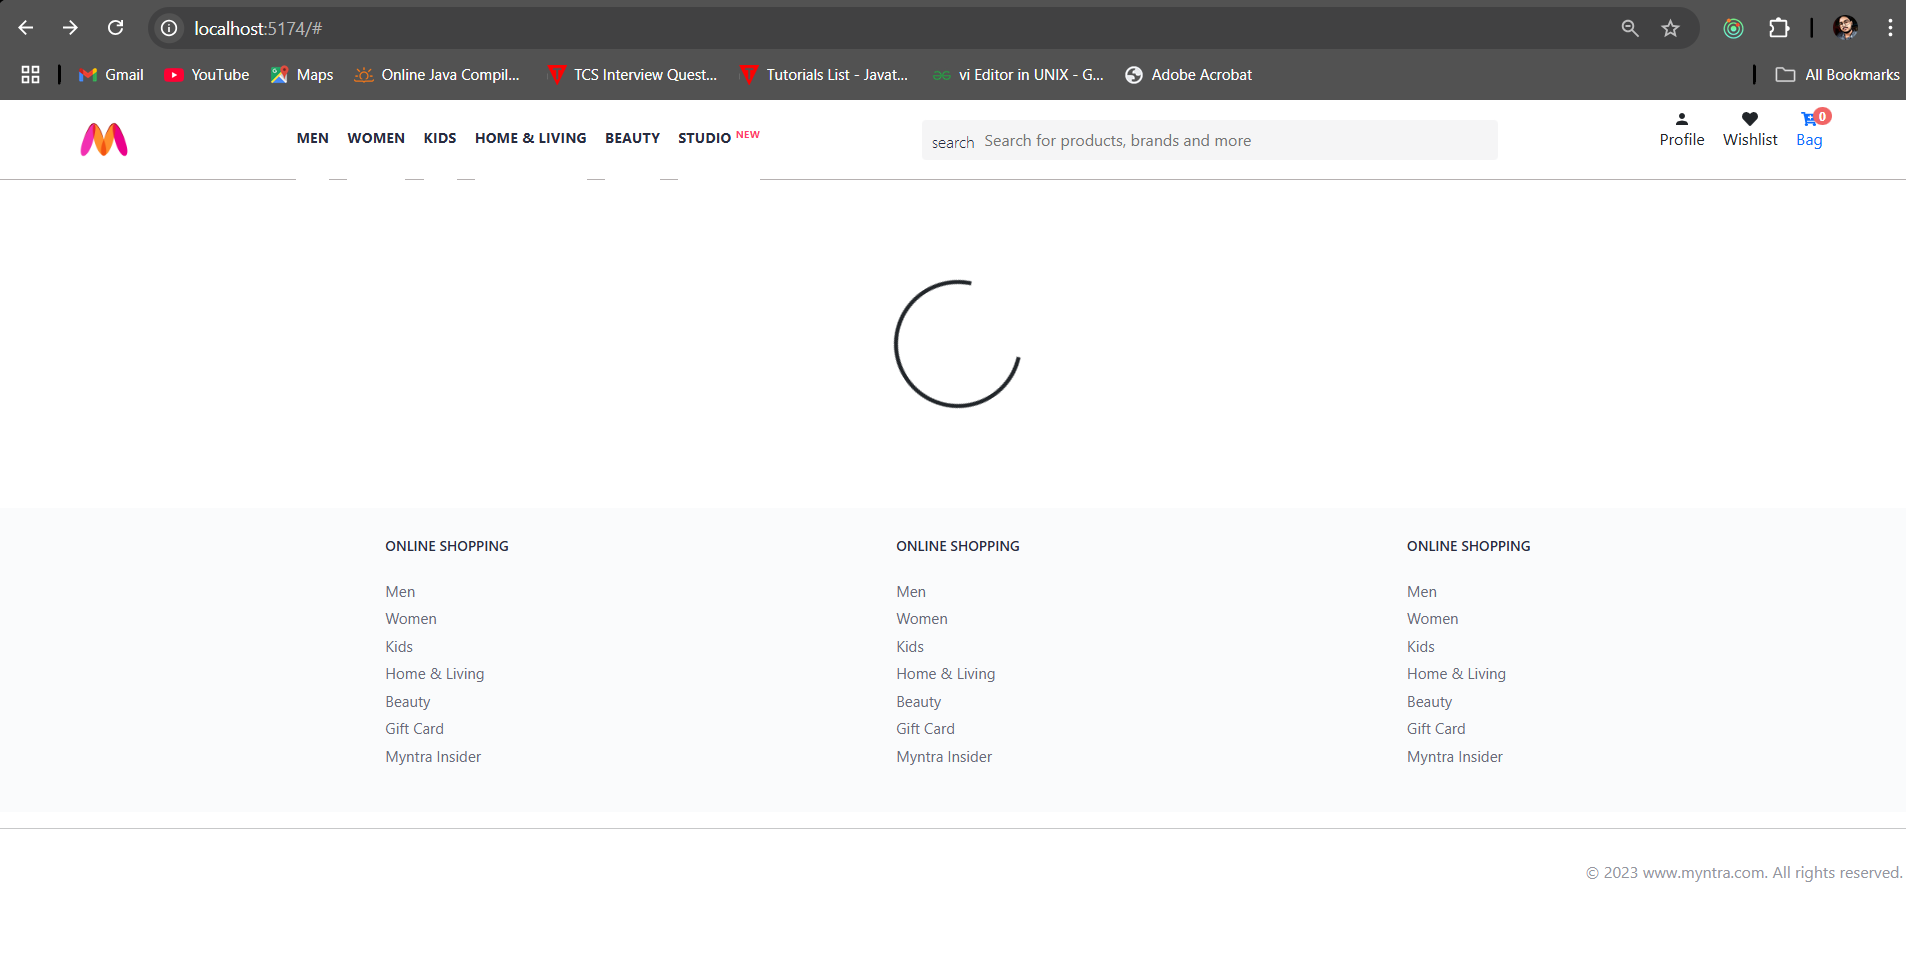 localhost:5174/#
Gmail YouTube Maps Online Java Compil... TCS Interview Quest... Tutorials List - Javat... vi Editor in UNIX - G... Adobe Acrobat All Bookmarks
MEN WOMEN KIDS HOME & LIVING BEAUTY STUDIO NEW
search Search for products, brands and more
0
Profile Wishlist Bag
ONLINE SHOPPING
Men
Women
Kids
Home & Living
Beauty
Gift Card
Myntra Insider
ONLINE SHOPPING
Men
Women
Kids
Home & Living
Beauty
Gift Card
Myntra Insider
ONLINE SHOPPING
Men
Women
Kids
Home & Living
Beauty
Gift Card
Myntra Insider
© 2023 www.myntra.com. All rights reserved.